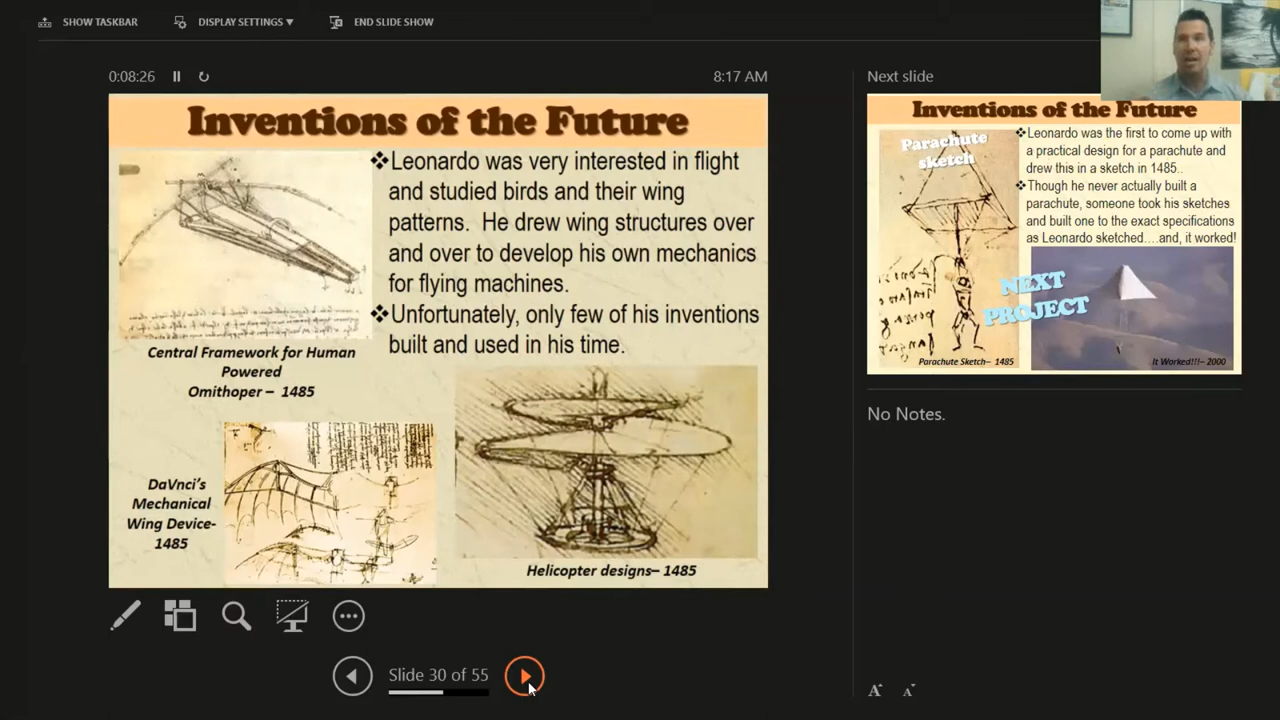 SHOW TASKBAR
DISPLAY SETTINGS ▼
END SLIDE SHOW
0:08:26
8:17 AM
Inventions of the Future
❖Leonardo was very interested in flight
and studied birds and their wing
patterns. He drew wing structures over
and over to develop his own mechanics
for flying machines.
❖Unfortunately, only few of his inventions
built and used in his time.
Central Framework for Human
Powered
Omithoper – 1485
DaVnci's
Mechanical
Wing Device-
1485
Helicopter designs– 1485
Slide 30 of 55
Next slide
Inventions of the Future
Parachute
sketch
❖Leonardo was the first to come up with
a practical design for a parachute and
drew this in a sketch in 1485..
❖Though he never actually built a
parachute, someone took his sketches
and built one to the exact specifications
as Leonardo sketched....and, it worked!
NEXT
PROJECT
Parachute Sketch– 1485
It Worked!!!– 2000
No Notes.
A A